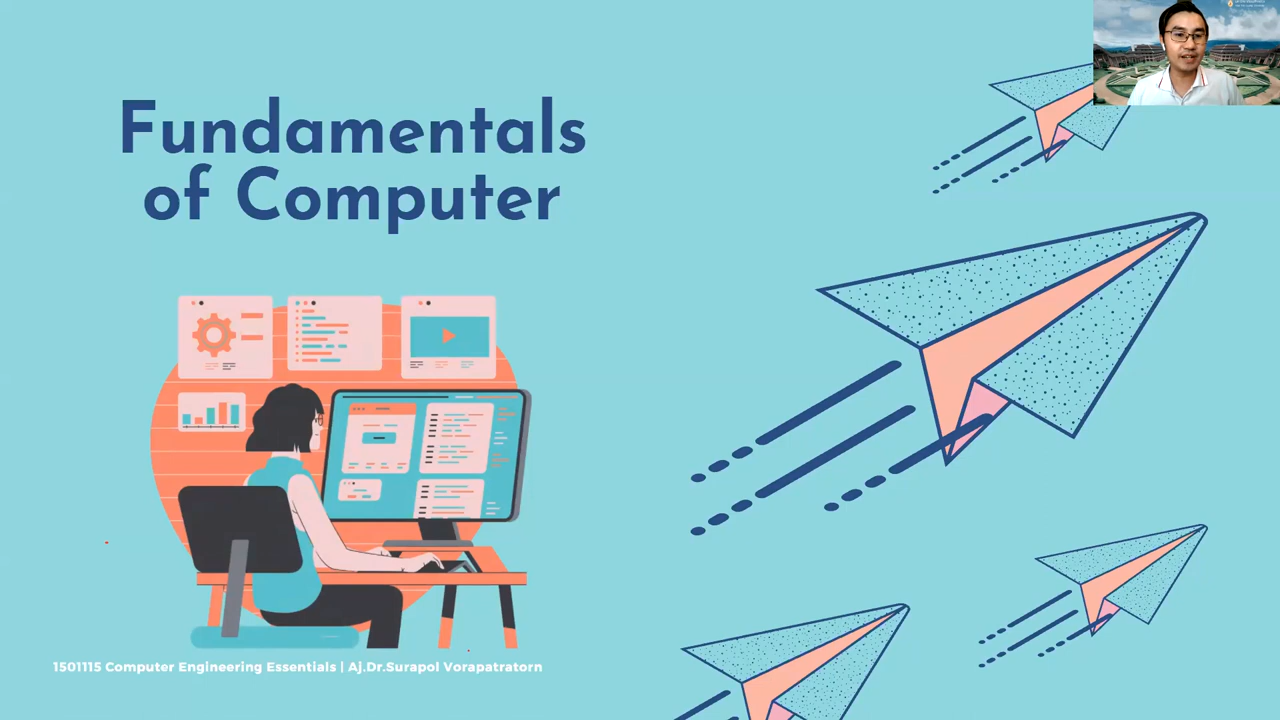 Fundamentals
of Computer
1501115 Computer Engineering Essentials | Aj.Dr.Surapol Vorapatratorn